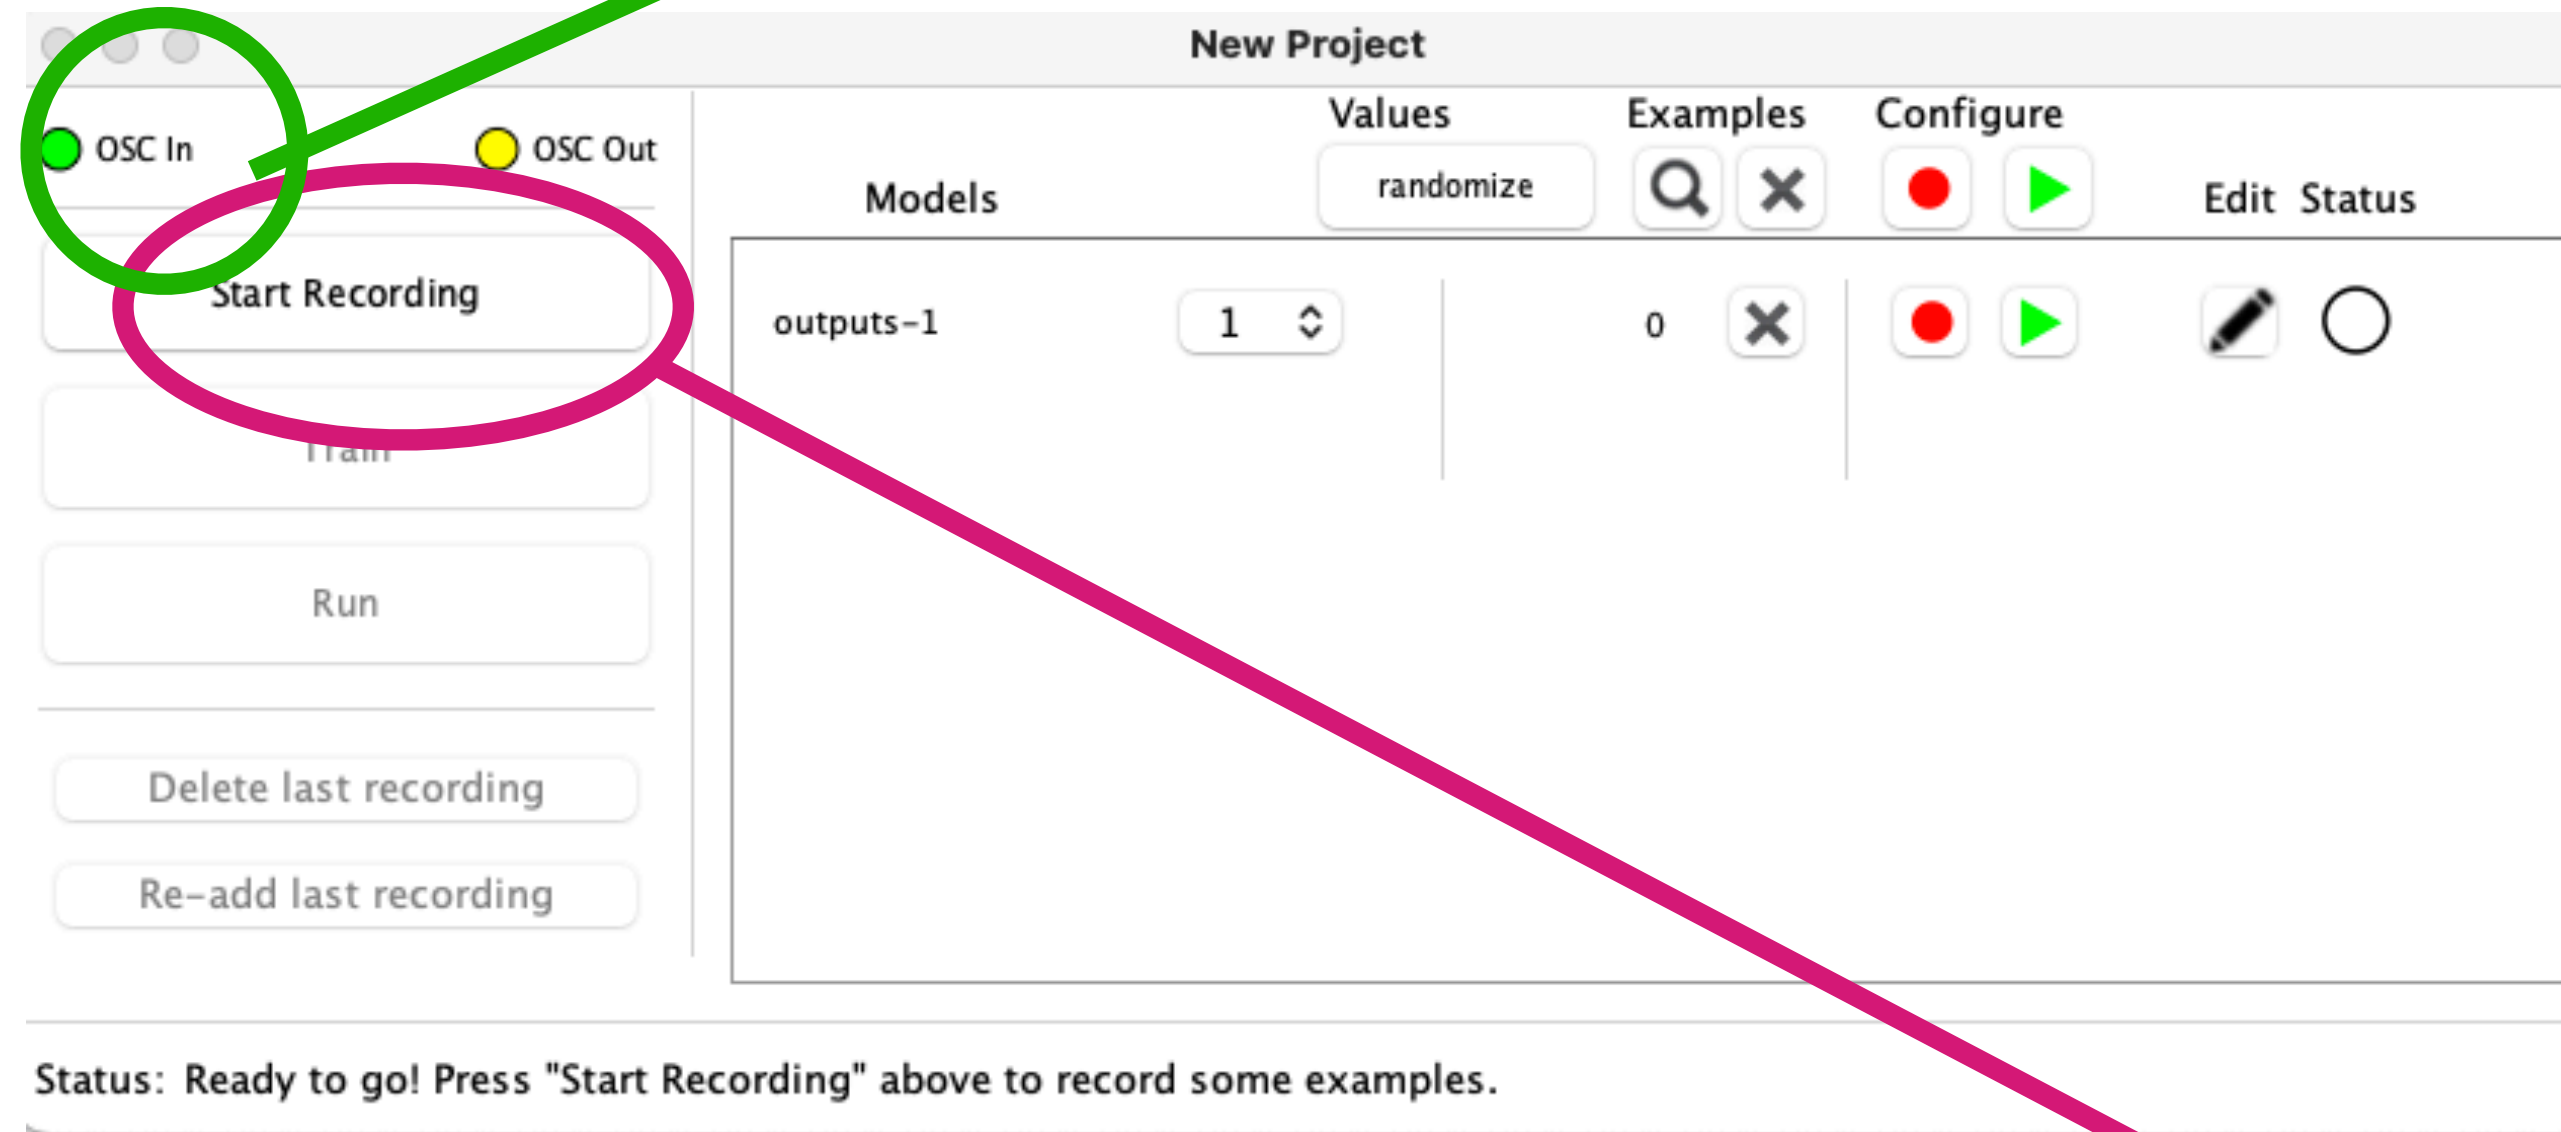 New Project
OSC In
OSC Out
Start Recording
Train
Run
Delete last recording
Re-add last recording
Values
Examples
Configure
Models
randomize
Edit Status
outputs-1
1
0
Status: Ready to go! Press "Start Recording" above to record some examples.